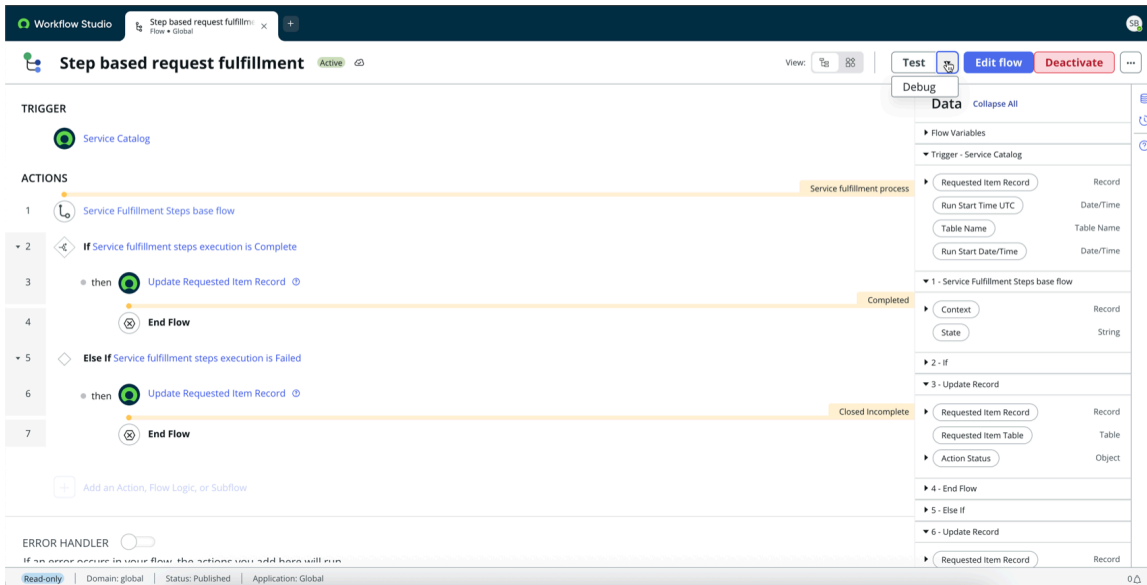 Workflow Studio
Step based request fulfillme
Flow • Global
SB
Step based request fulfillment
Active
View:
Test
Edit flow
Deactivate
Debug
TRIGGER
Service Catalog
ACTIONS
Service fulfillment process
1 Service Fulfillment Steps base flow
2 If Service fulfillment steps execution is Complete
3 then Update Requested Item Record
Completed
4 End Flow
5 Else If Service fulfillment steps execution is Failed
6 then Update Requested Item Record
Closed Incomplete
7 End Flow
Add an Action, Flow Logic, or Subflow
ERROR HANDLER
If an error occurs in your flow, the actions you add here will run.
Data Collapse All
Flow Variables
Trigger - Service Catalog
Requested Item Record Record
Run Start Time UTC Date/Time
Table Name Table Name
Run Start Date/Time Date/Time
1 - Service Fulfillment Steps base flow
Context Record
State String
2 - If
3 - Update Record
Requested Item Record Record
Requested Item Table Table
Action Status Object
4 - End Flow
5 - Else If
6 - Update Record
Requested Item Record Record
Read-only Domain: global Status: Published Application: Global